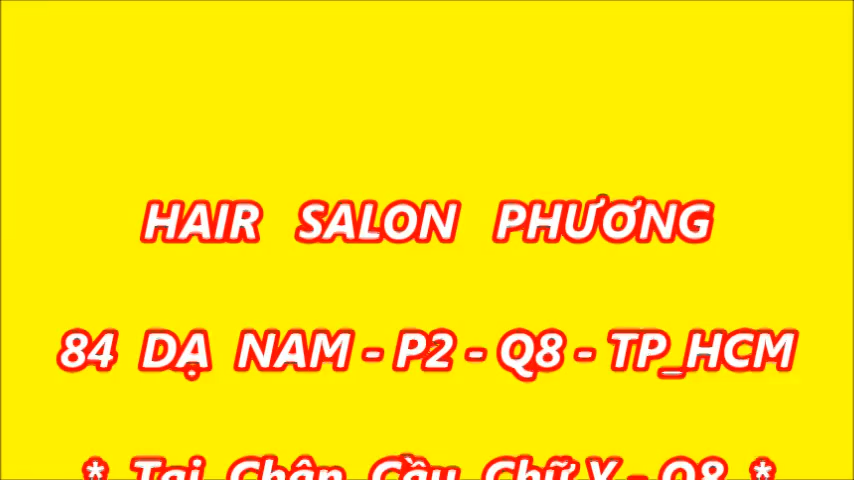 HAIR SALON PHƯƠNG
84 DẠ NAM - P2 - Q8 - TP_HCM
* Tại Chân Cầu Chữ Y - Q8 *